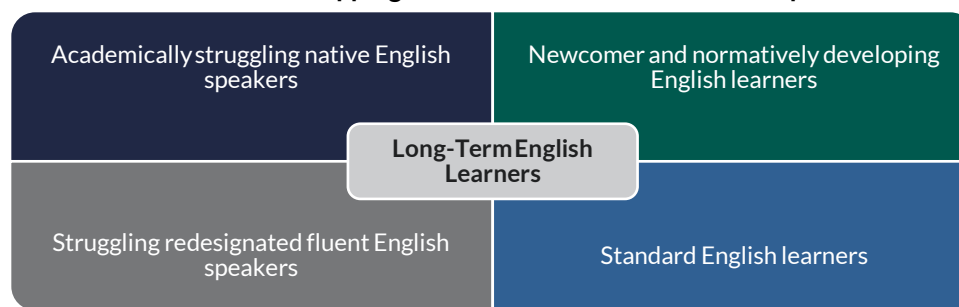 Academically struggling native English
speakers
Newcomer and normatively developing
English learners
Long-Term English
Learners
Struggling redesignated fluent English
speakers
Standard English learners